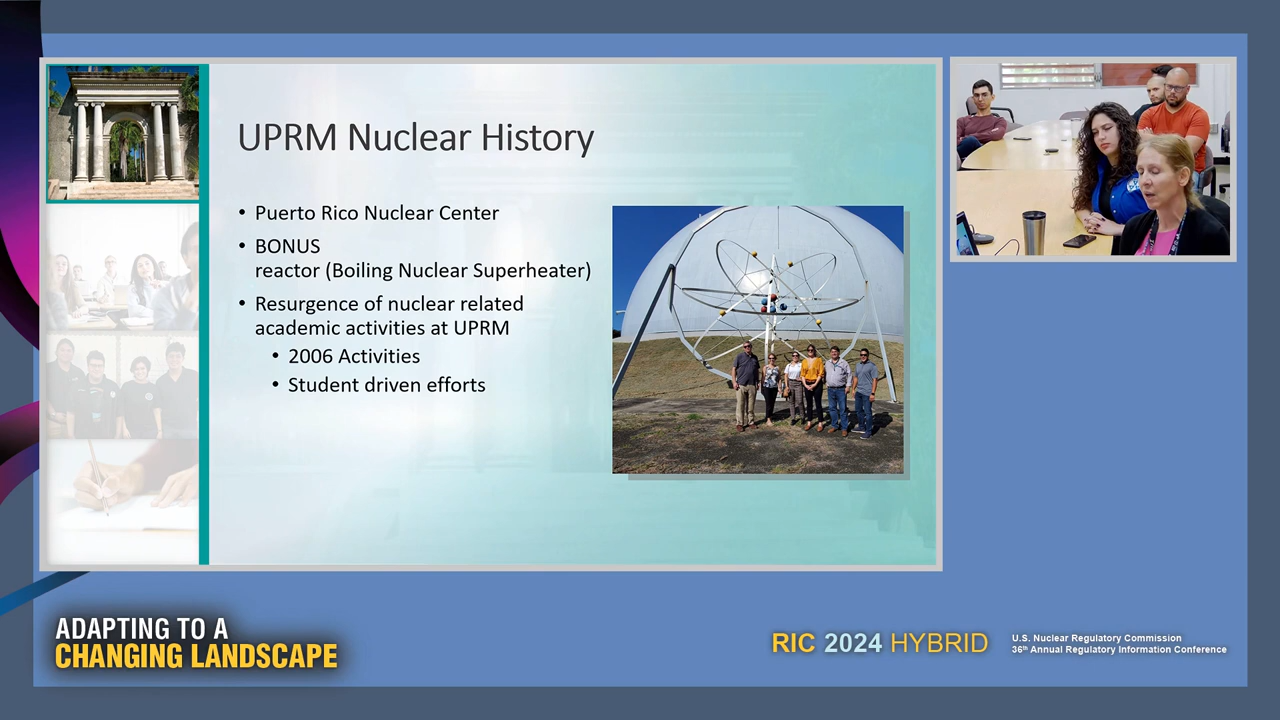 UPRM Nuclear History
• Puerto Rico Nuclear Center
• BONUS
reactor (Boiling Nuclear Superheater)
• Resurgence of nuclear related
academic activities at UPRM
• 2006 Activities
• Student driven efforts
ADAPTING TO A
CHANGING LANDSCAPE
RIC 2024 HYBRID
U.S. Nuclear Regulatory Commission
36th Annual Regulatory Information Conference